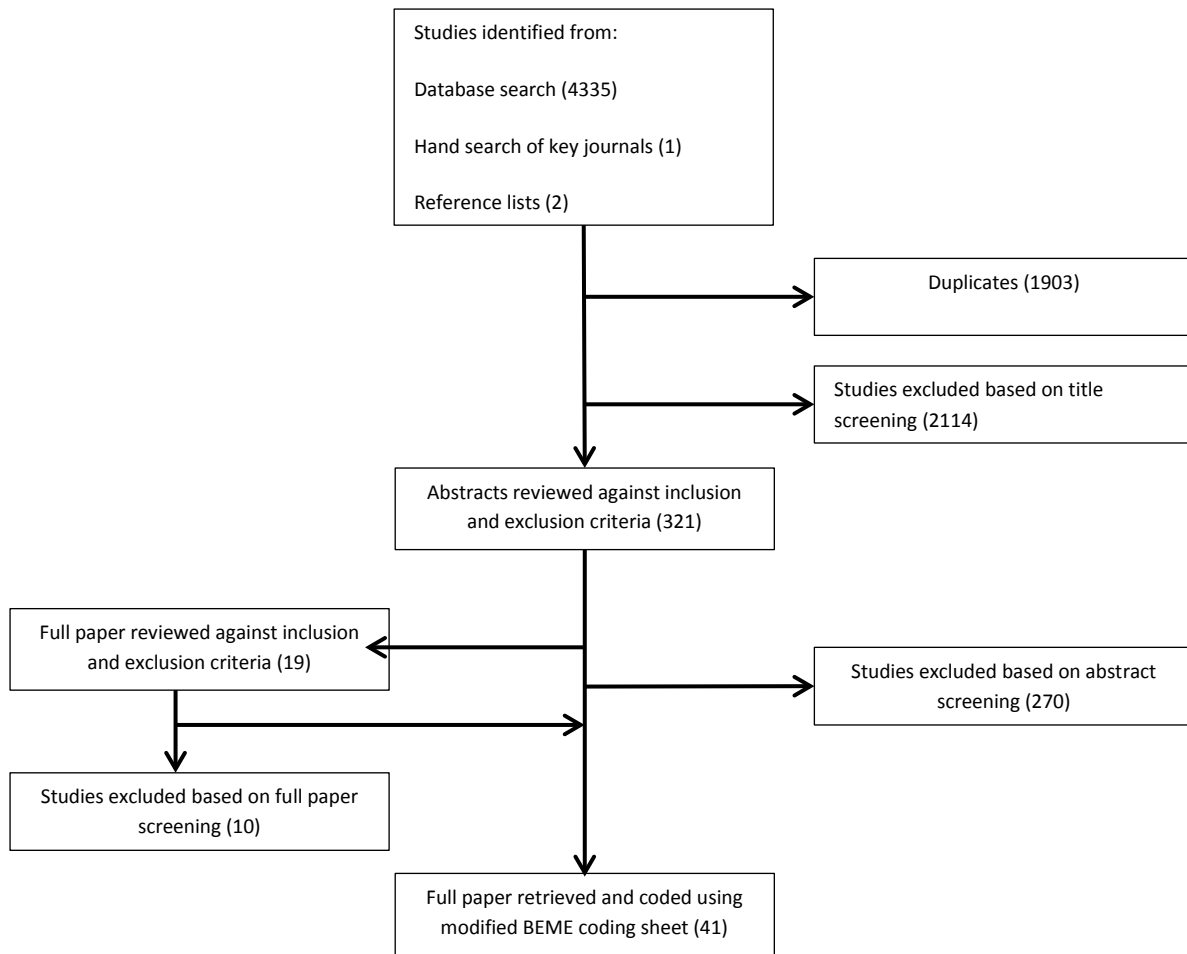 Studies identified from:
Database search (4335)
Hand search of key journals (1)
Reference lists (2)
Duplicates (1903)
Studies excluded based on title
screening (2114)
Abstracts reviewed against inclusion
and exclusion criteria (321)
Full paper reviewed against inclusion
and exclusion criteria (19)
Studies excluded based on abstract
screening (270)
Studies excluded based on full paper
screening (10)
Full paper retrieved and coded using
modified BEME coding sheet (41)